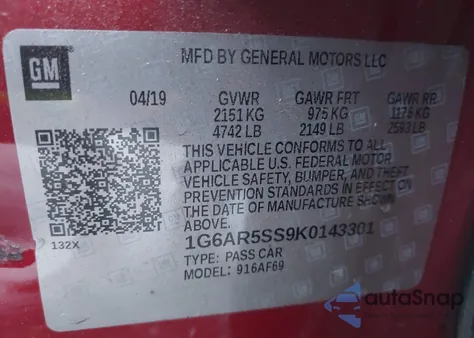 MFD BY GENERAL MOTORS LLC
GM
04/19 GVWR GAWR FRT GAWR RR
2151 KG 975 KG 1176 KG
4742 LB 2149 LB 2593 LB
THIS VEHICLE CONFORMS TO ALL
APPLICABLE U.S. FEDERAL MOTOR
VEHICLE SAFETY, BUMPER, AND THEFT
PREVENTION STANDARDS IN EFFECT ON
THE DATE OF MANUFACTURE SHOWN
ABOVE.
132X
1G6AR5SS9K0143301
TYPE: PASS CAR
MODEL: 916AF69
autoSnap